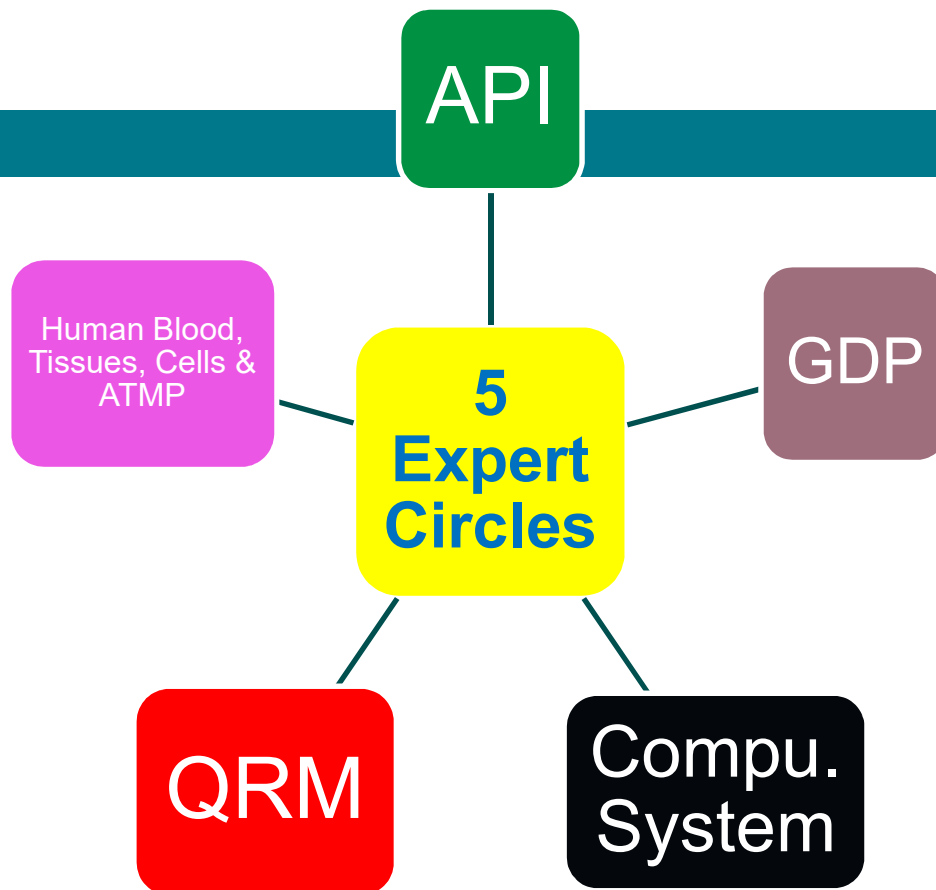 API
Human Blood,
Tissues, Cells &
ATMP
GDP
5
Expert
Circles
QRM
Compu.
System